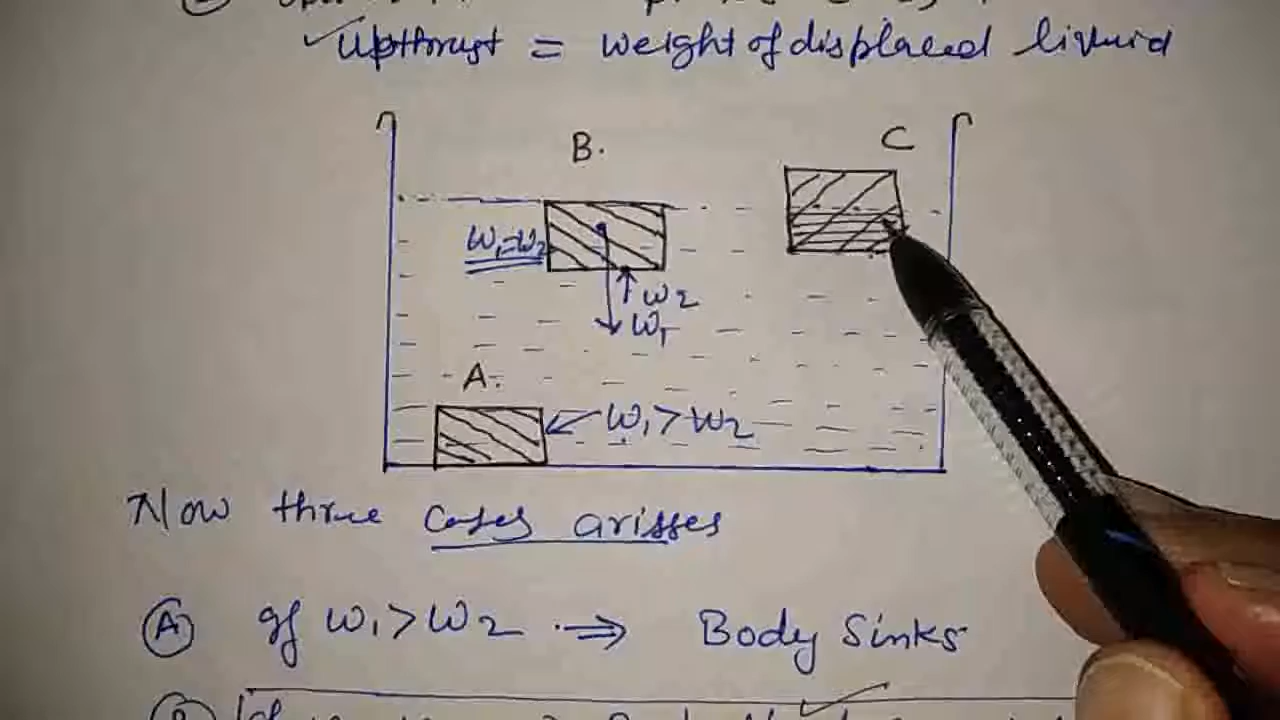 Upthrust = weight of displaced liquid
B.
C
W1=W2
W2
W1
A.
W1 > W2
Now three Cases arisses
(A) If W1 > W2 ⇒ Body Sinks